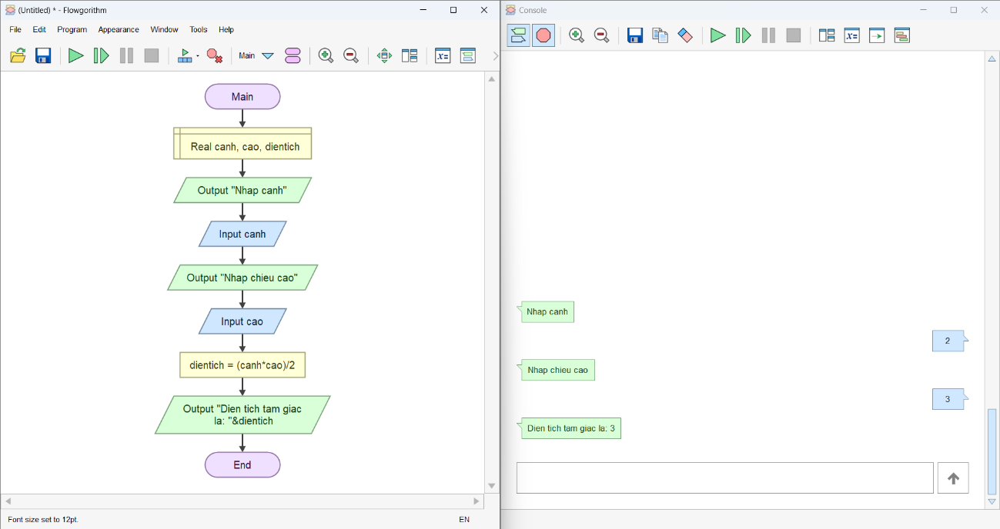 (Untitled) * - Flowgorithm
File Edit Program Appearance Window Tools Help
Main
Main
Real canh, cao, dientich
Output "Nhap canh"
Input canh
Output "Nhap chieu cao"
Input cao
dientich = (canh*cao)/2
Output "Dien tich tam giac
la: "&dientich
End
Font size set to 12pt.
EN
Console
Nhap canh
2
Nhap chieu cao
3
Dien tich tam giac la: 3